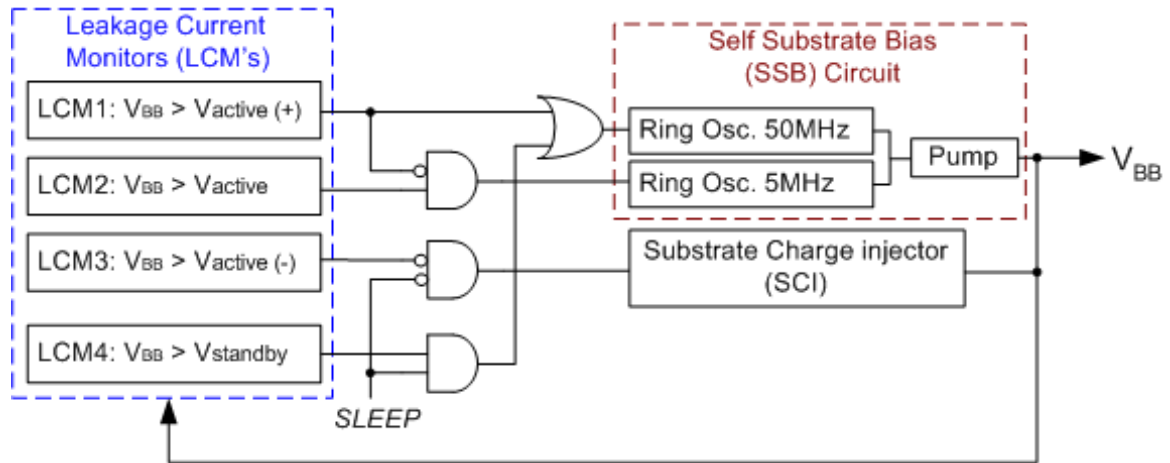 Leakage Current
Monitors (LCM's)
LCM1: VBB > Vactive (+)
LCM2: VBB > Vactive
LCM3: VBB > Vactive (-)
LCM4: VBB > Vstandby
SLEEP
Self Substrate Bias
(SSB) Circuit
Ring Osc. 50MHz
Ring Osc. 5MHz
Pump
VBB
Substrate Charge injector
(SCI)